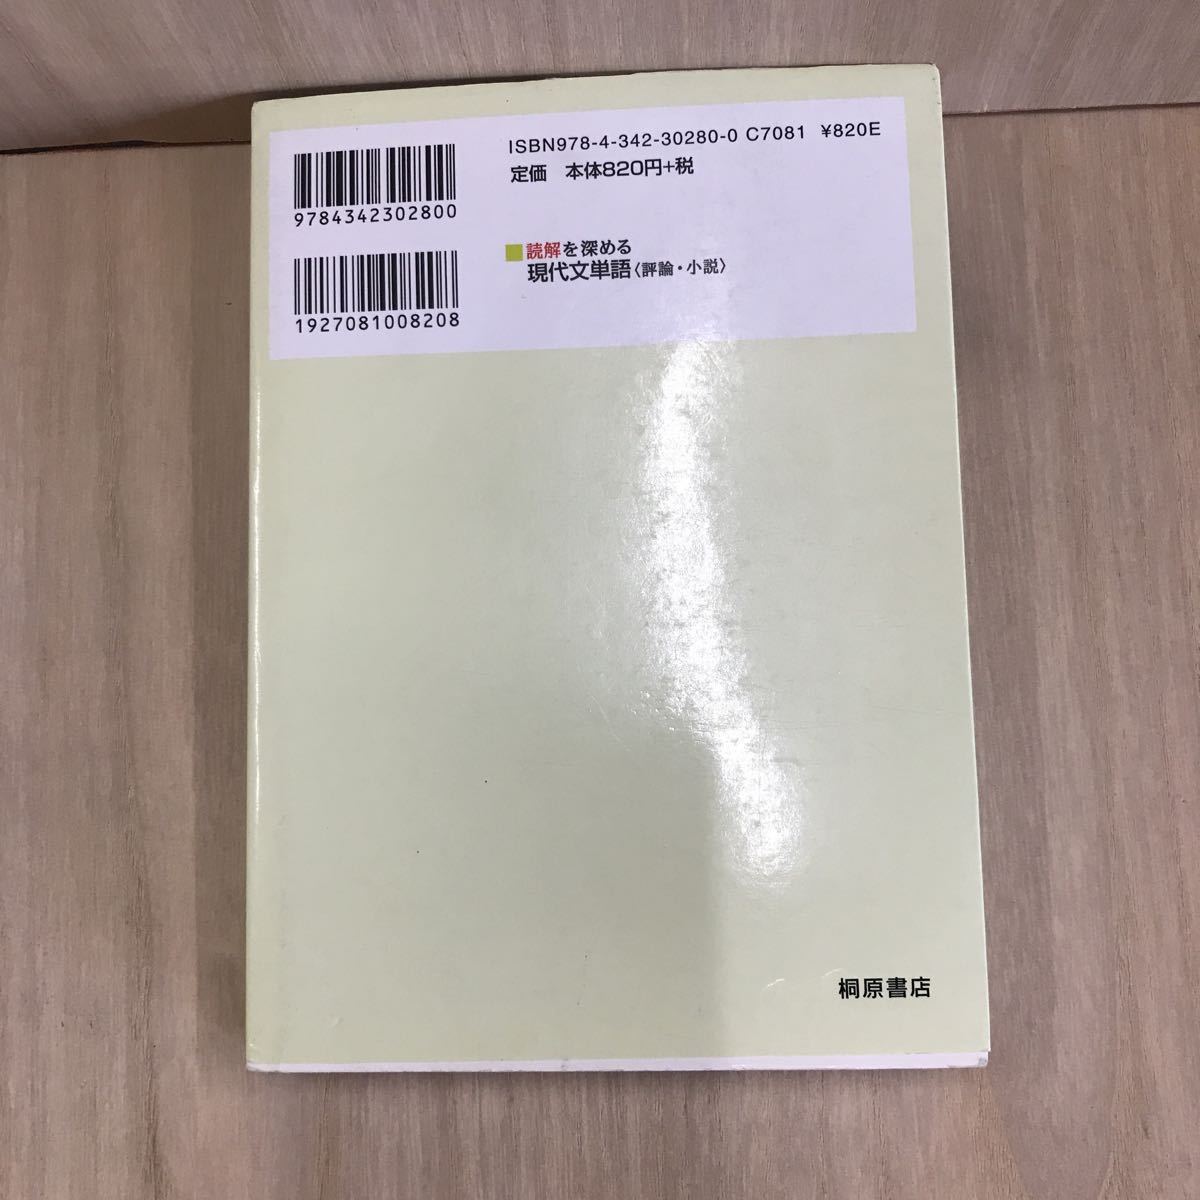 9784342302800
1927081008208
ISBN978-4-342-30280-0 C7081 ¥820E
定価 本体820円+税
読解を深める
現代文単語〈評論・小説〉
桐原書店